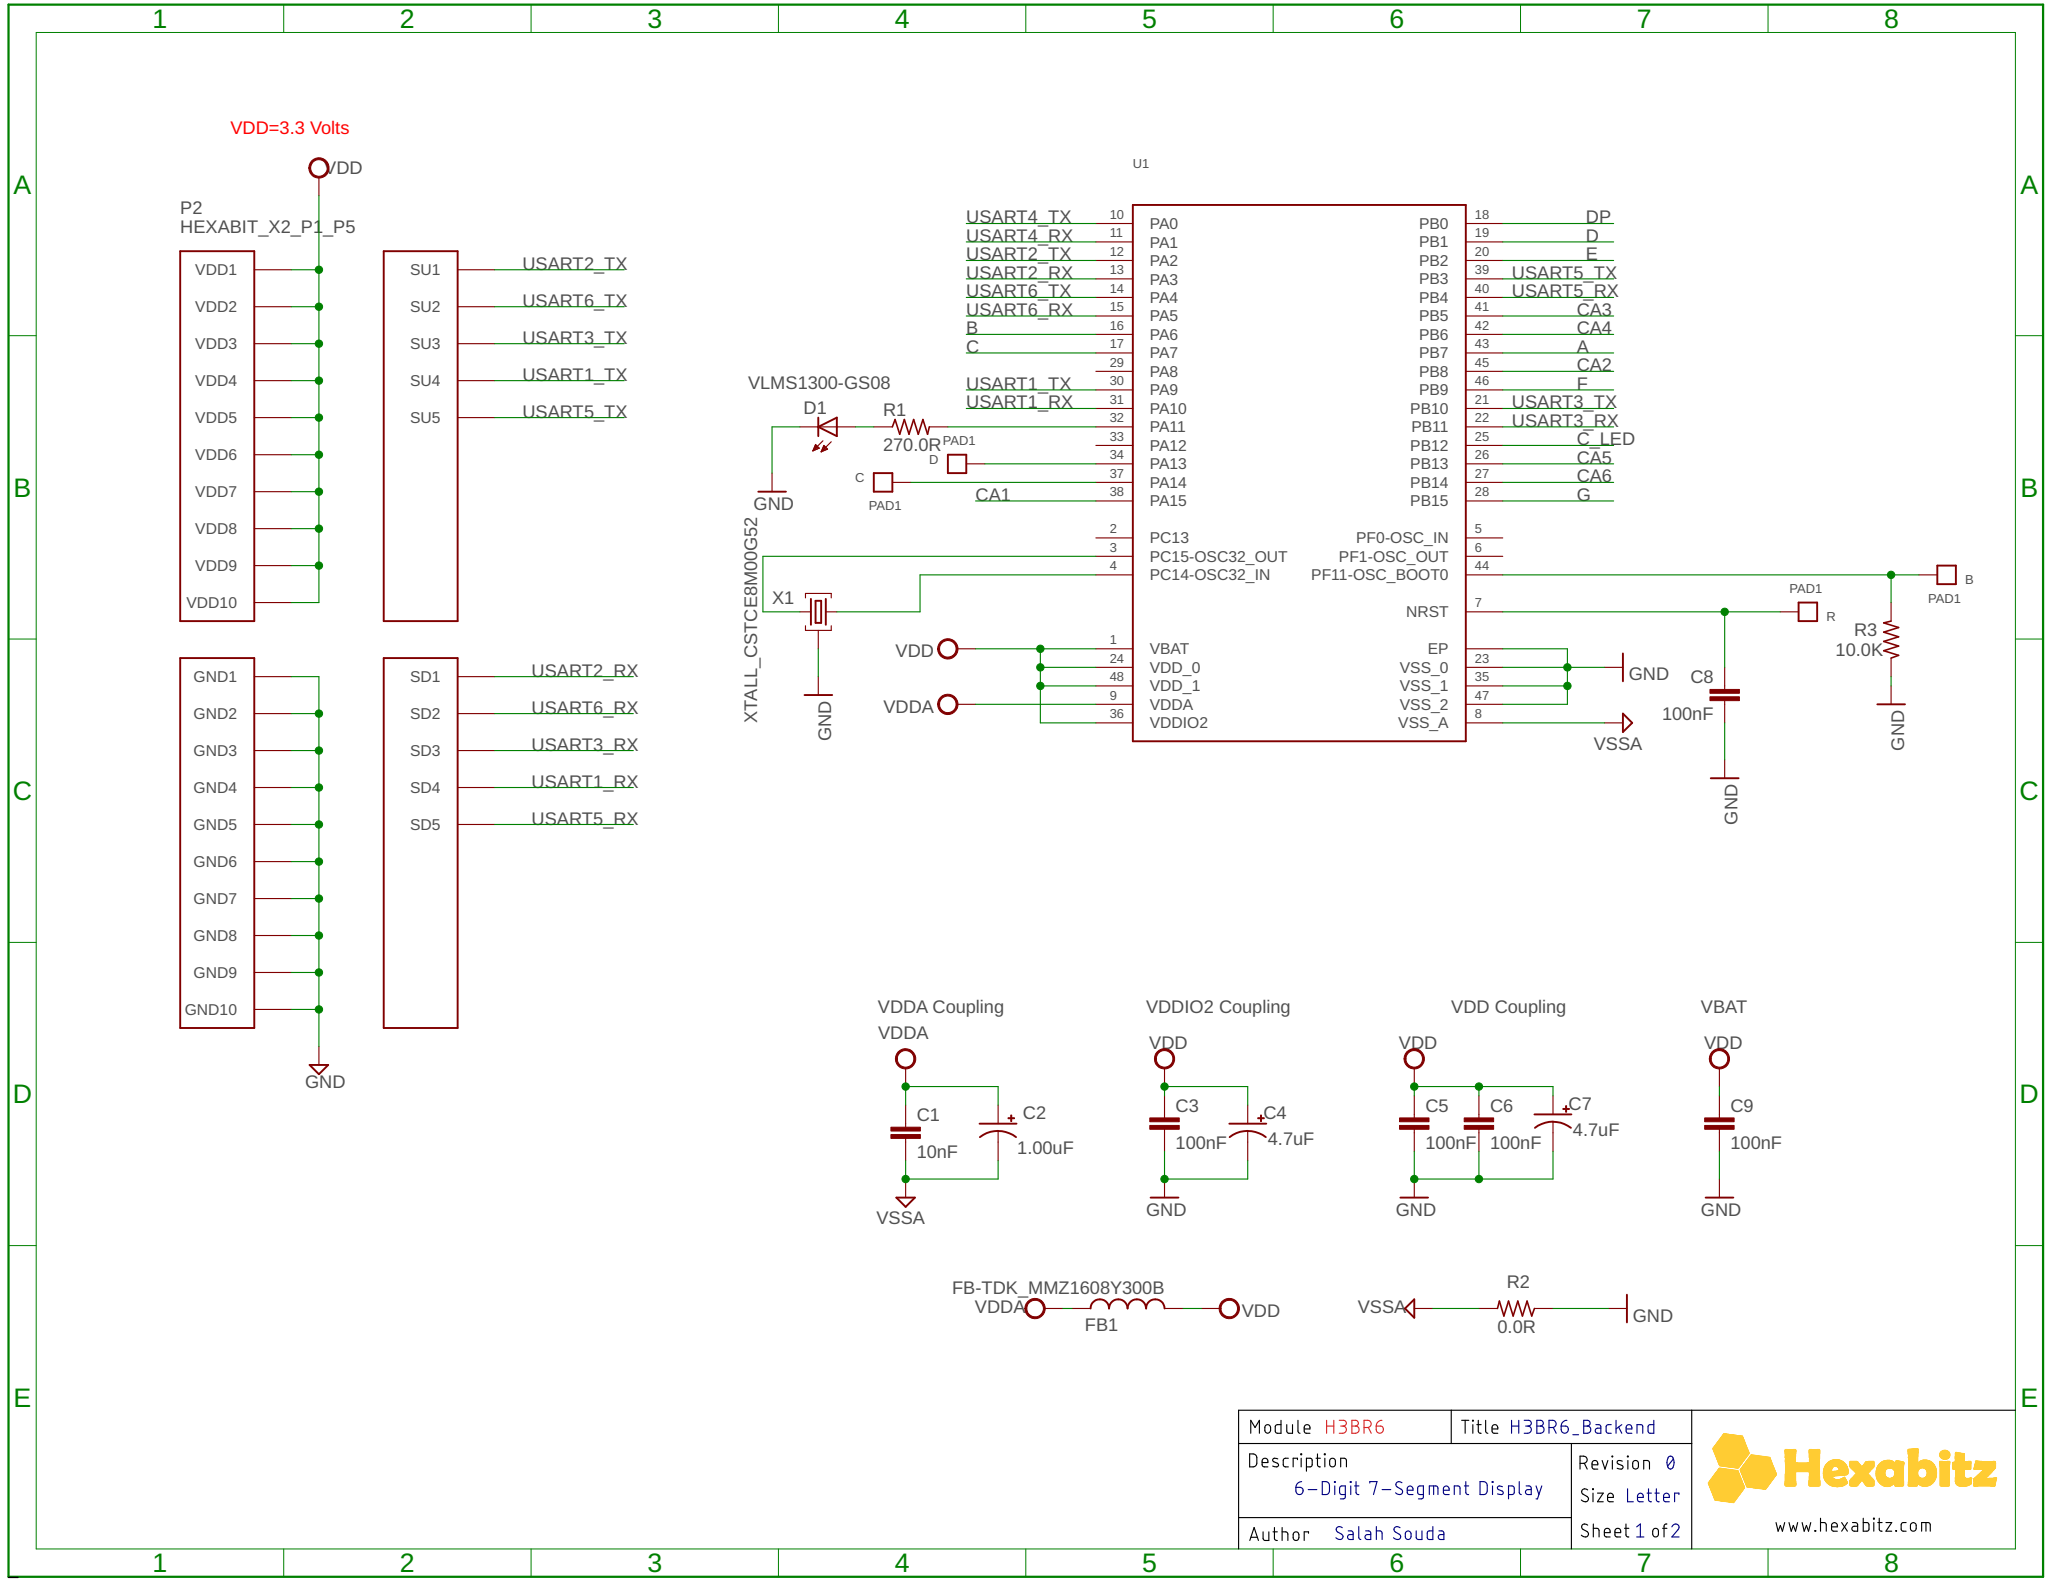 1 2 3 4 5 6 7 8
A A
B B
C C
D D
E E
VDD=3.3 Volts
VDD
P2
HEXABIT_X2_P1_P5
VDD1
VDD2
VDD3
VDD4
VDD5
VDD6
VDD7
VDD8
VDD9
VDD10
SU1 USART2_TX
SU2 USART6_TX
SU3 USART3_TX
SU4 USART1_TX
SU5 USART5_TX
GND1
GND2
GND3
GND4
GND5
GND6
GND7
GND8
GND9
GND10
GND
SD1 USART2_RX
SD2 USART6_RX
SD3 USART3_RX
SD4 USART1_RX
SD5 USART5_RX
U1
USART4_TX 10 PA0
USART4_RX 11 PA1
USART2_TX 12 PA2
USART2_RX 13 PA3
USART6_TX 14 PA4
USART6_RX 15 PA5
B 16 PA6
C 17 PA7
29 PA8
USART1_TX 30 PA9
USART1_RX 31 PA10
32 PA11
33 PA12
34 PA13
37 PA14
CA1 38 PA15
2 PC13
3 PC15-OSC32_OUT
4 PC14-OSC32_IN
1 VBAT
24 VDD_0
48 VDD_1
9 VDDA
36 VDDIO2
PB0 18 DP
PB1 19 D
PB2 20 E
PB3 39 USART5_TX
PB4 40 USART5_RX
PB5 41 CA3
PB6 42 CA4
PB7 43 A
PB8 45 CA2
PB9 46 F
PB10 21 USART3_TX
PB11 22 USART3_RX
PB12 25 C_LED
PB13 26 CA5
PB14 27 CA6
PB15 28 G
PF0-OSC_IN 5
PF1-OSC_OUT 6
PF11-OSC_BOOT0 44
NRST 7
EP
VSS_0 23
VSS_1 35
VSS_2 47
VSS_A 8
VLMS1300-GS08
D1
R1
270.0R
GND
PAD1
D
C
PAD1
XTALL_CSTCE8M00G52
X1
GND
VDD
VDDA
GND
VSSA
PAD1
R
B
PAD1
R3
10.0K
GND
C8
100nF
GND
VDDA Coupling
VDDA
C1
10nF
C2
1.00uF
VSSA
VDDIO2 Coupling
VDD
C3
100nF
C4
4.7uF
GND
VDD Coupling
VDD
C5
100nF
C6
100nF
C7
4.7uF
GND
VBAT
VDD
C9
100nF
GND
FB-TDK_MMZ1608Y300B
VDDA
FB1
VDD
R2
VSSA
0.0R
GND
Module H3BR6
Title H3BR6_Backend
Description
6-Digit 7-Segment Display
Revision 0
Size Letter
Author Salah Souda
Sheet 1 of 2
Hexabitz
www.hexabitz.com
1 2 3 4 5 6 7 8